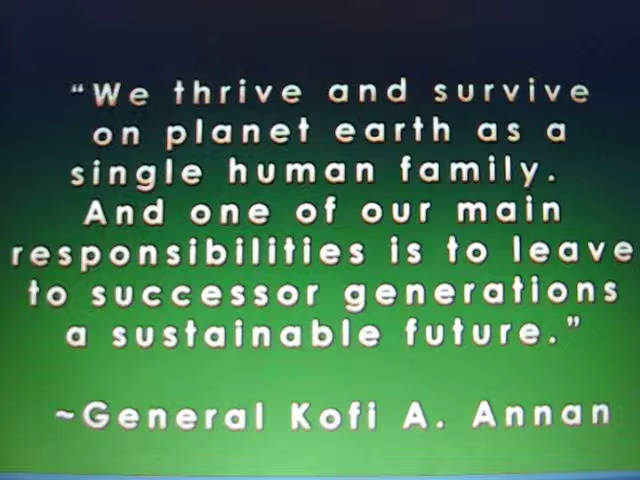 “We thrive and survive
on planet earth as a
single human family.
And one of our main
responsibilities is to leave
to successor generations
a sustainable future.”
~General Kofi A. Annan